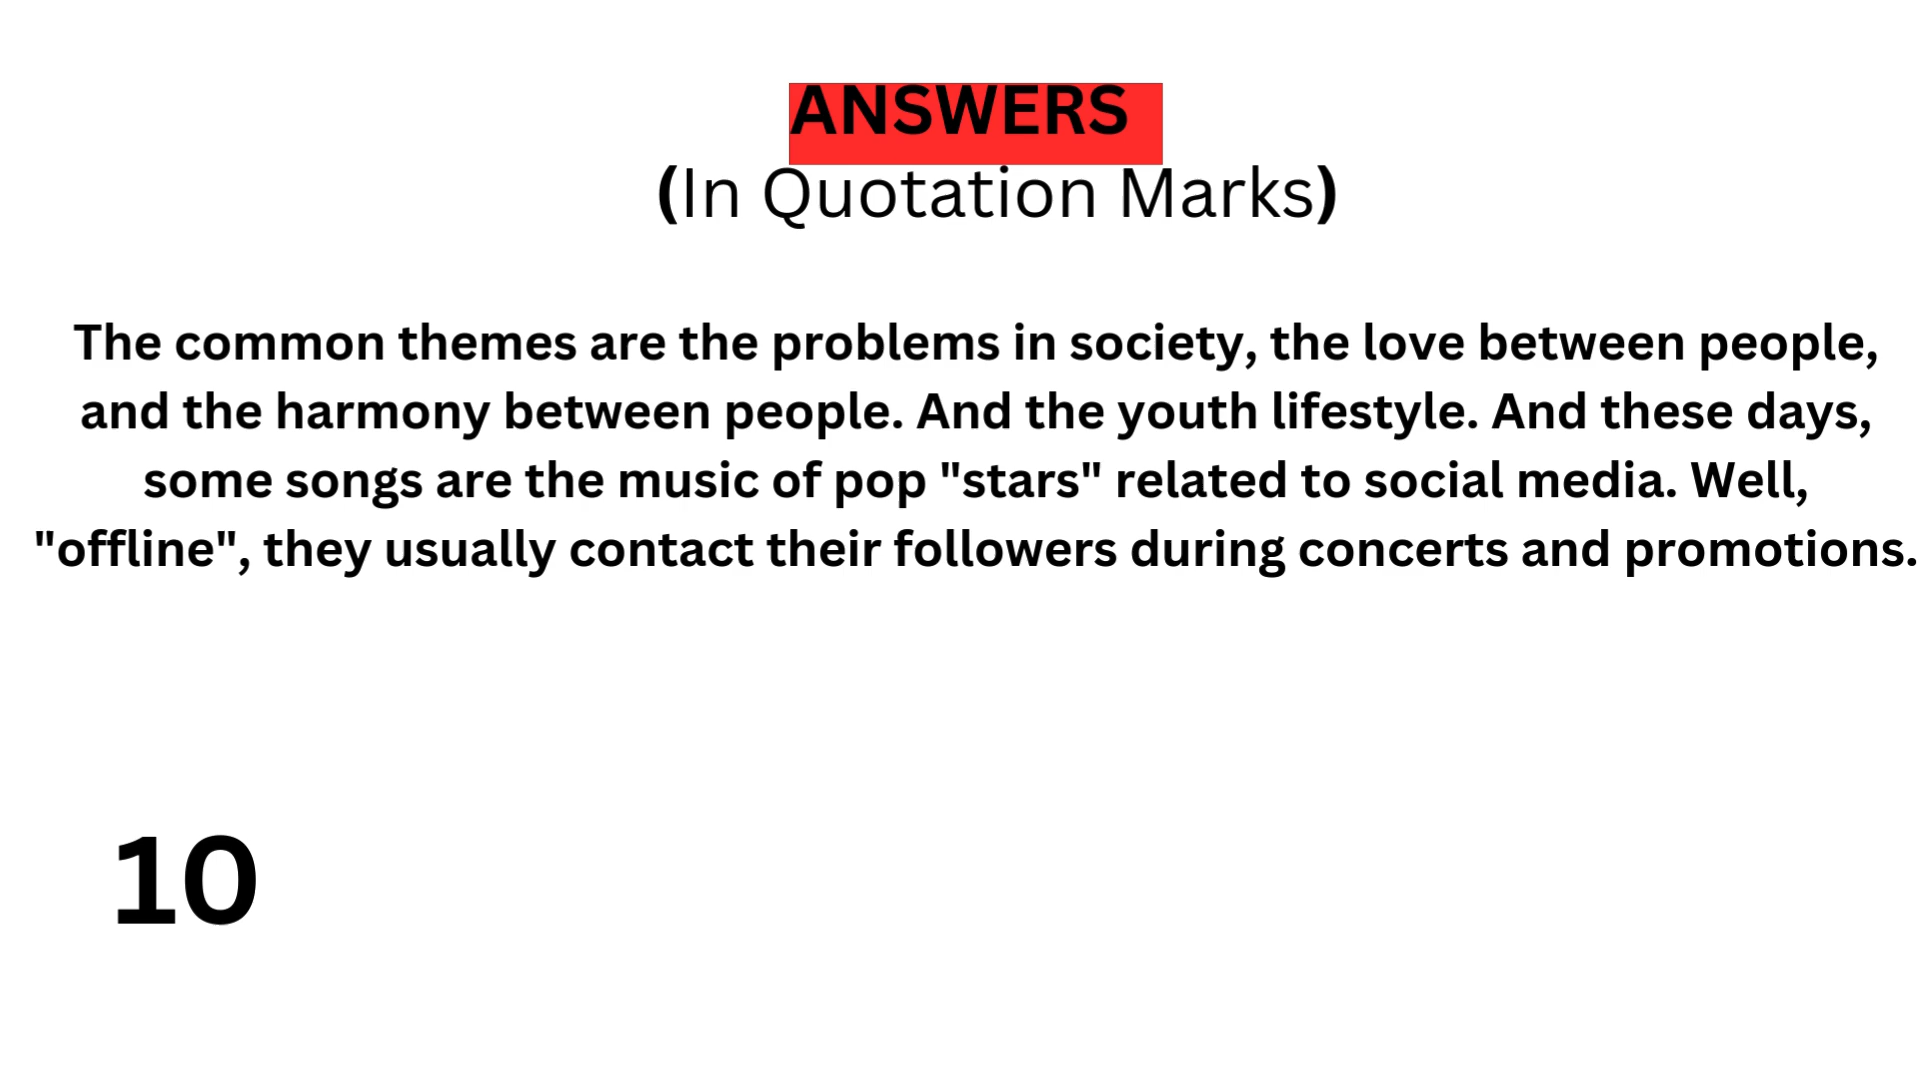 ANSWERS
(In Quotation Marks)
The common themes are the problems in society, the love between people,
and the harmony between people. And the youth lifestyle. And these days,
some songs are the music of pop "stars" related to social media. Well,
"offline", they usually contact their followers during concerts and promotions.
10